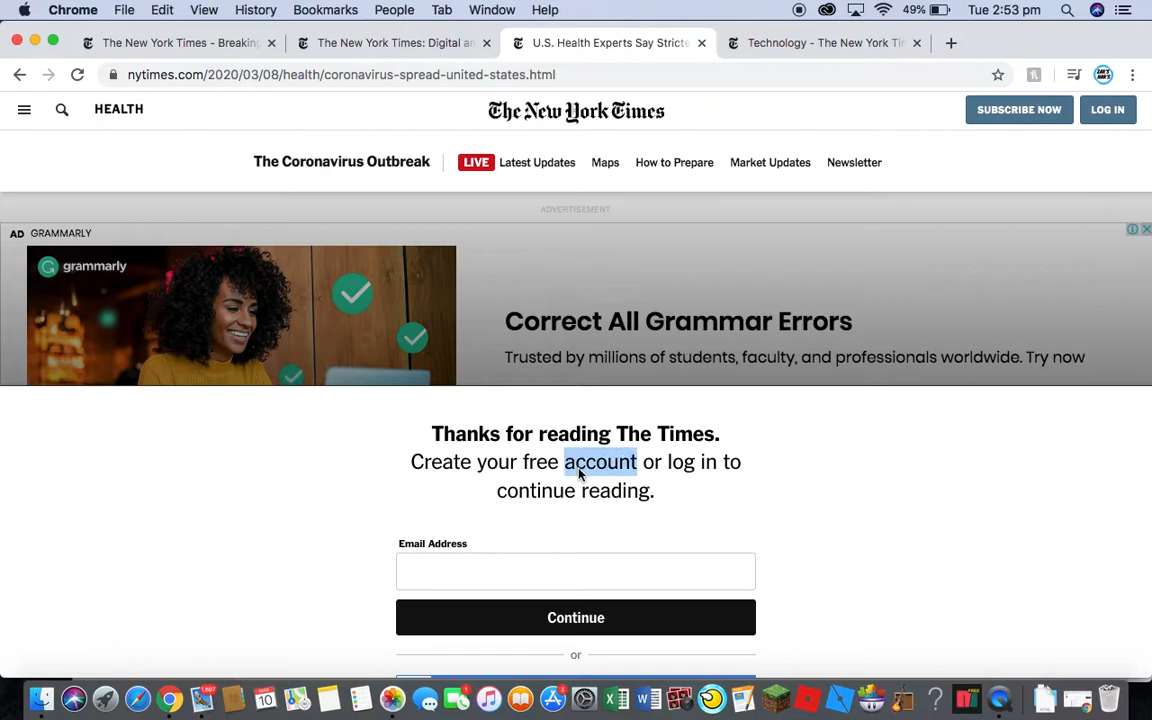 Chrome File Edit View History Bookmarks People Tab Window Help 49% Tue 2:53 pm
The New York Times - Breaking The New York Times: Digital an U.S. Health Experts Say Stricte Technology - The New York Tim
nytimes.com/2020/03/08/health/coronavirus-spread-united-states.html
HEALTH The New York Times SUBSCRIBE NOW LOG IN
The Coronavirus Outbreak LIVE Latest Updates Maps How to Prepare Market Updates Newsletter
ADVERTISEMENT
AD GRAMMARLY
grammarly
Correct All Grammar Errors
Trusted by millions of students, faculty, and professionals worldwide. Try now
Thanks for reading The Times.
Create your free account or log in to
continue reading.
Email Address
Continue
or